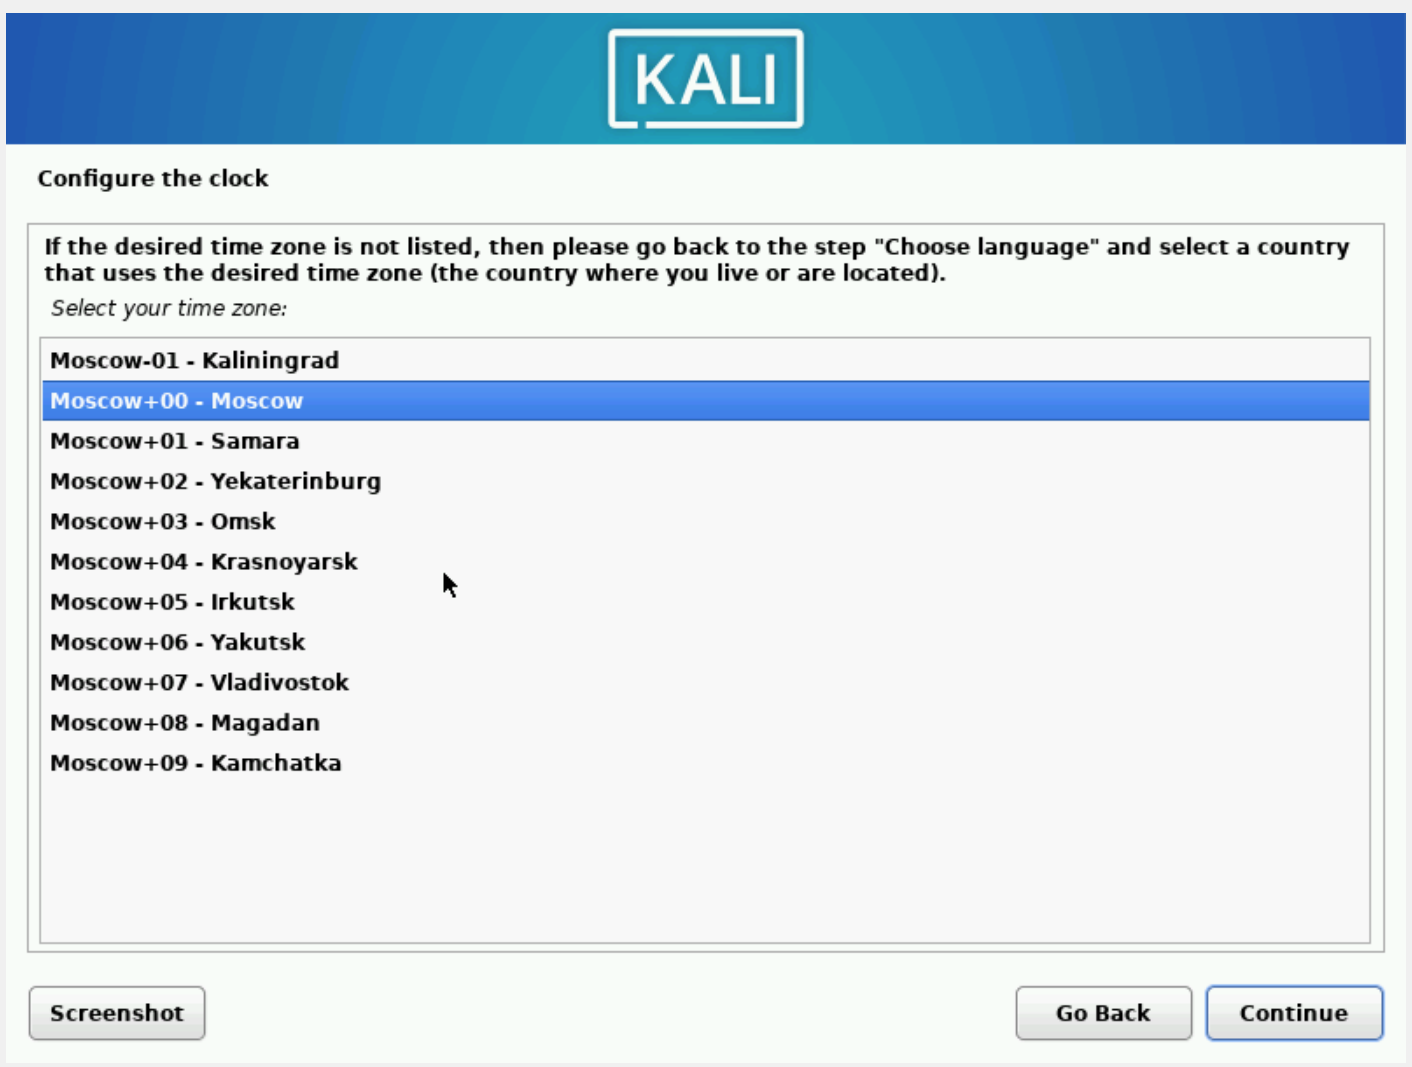 KALI
Configure the clock
If the desired time zone is not listed, then please go back to the step "Choose language" and select a country
that uses the desired time zone (the country where you live or are located).
Select your time zone:
Moscow-01 - Kaliningrad
Moscow+00 - Moscow
Moscow+01 - Samara
Moscow+02 - Yekaterinburg
Moscow+03 - Omsk
Moscow+04 - Krasnoyarsk
Moscow+05 - Irkutsk
Moscow+06 - Yakutsk
Moscow+07 - Vladivostok
Moscow+08 - Magadan
Moscow+09 - Kamchatka
Screenshot
Go Back
Continue